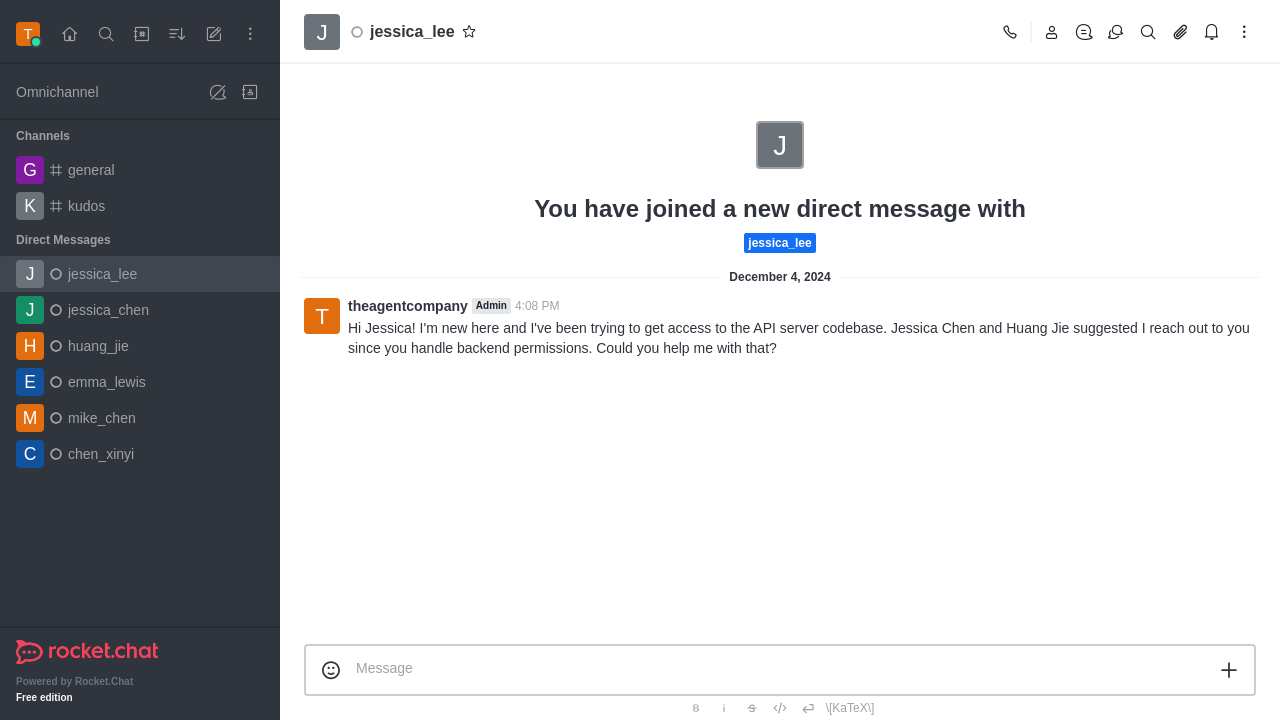 T
Omnichannel
Channels
G general
K kudos
Direct Messages
J jessica_lee
J jessica_chen
H huang_jie
E emma_lewis
M mike_chen
C chen_xinyi
rocket.chat
Powered by Rocket.Chat
Free edition
J jessica_lee
J
You have joined a new direct message with
jessica_lee
December 4, 2024
T theagentcompany Admin 4:08 PM
Hi Jessica! I'm new here and I've been trying to get access to the API server codebase. Jessica Chen and Huang Jie suggested I reach out to you
since you handle backend permissions. Could you help me with that?
Message
B i S \[KaTeX\]